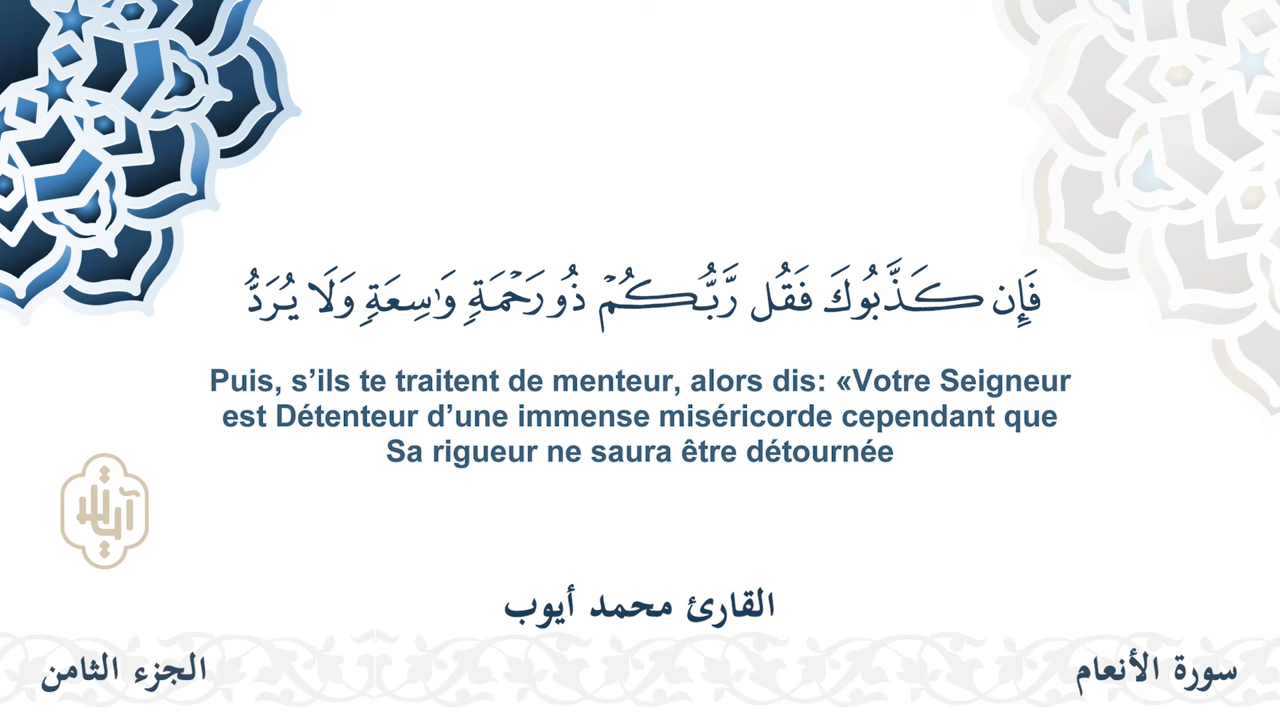 فَإِن كَذَّبُوكَ فَقُل رَّبُّكُمْ ذُو رَحْمَةٍ وَٰسِعَةٍ وَلَا يُرَدُّ
Puis, s’ils te traitent de menteur, alors dis: «Votre Seigneur
est Détenteur d’une immense miséricorde cependant que
Sa rigueur ne saura être détournée
آيات
القارئ محمد أيوب
سورة الأنعام
الجزء الثامن